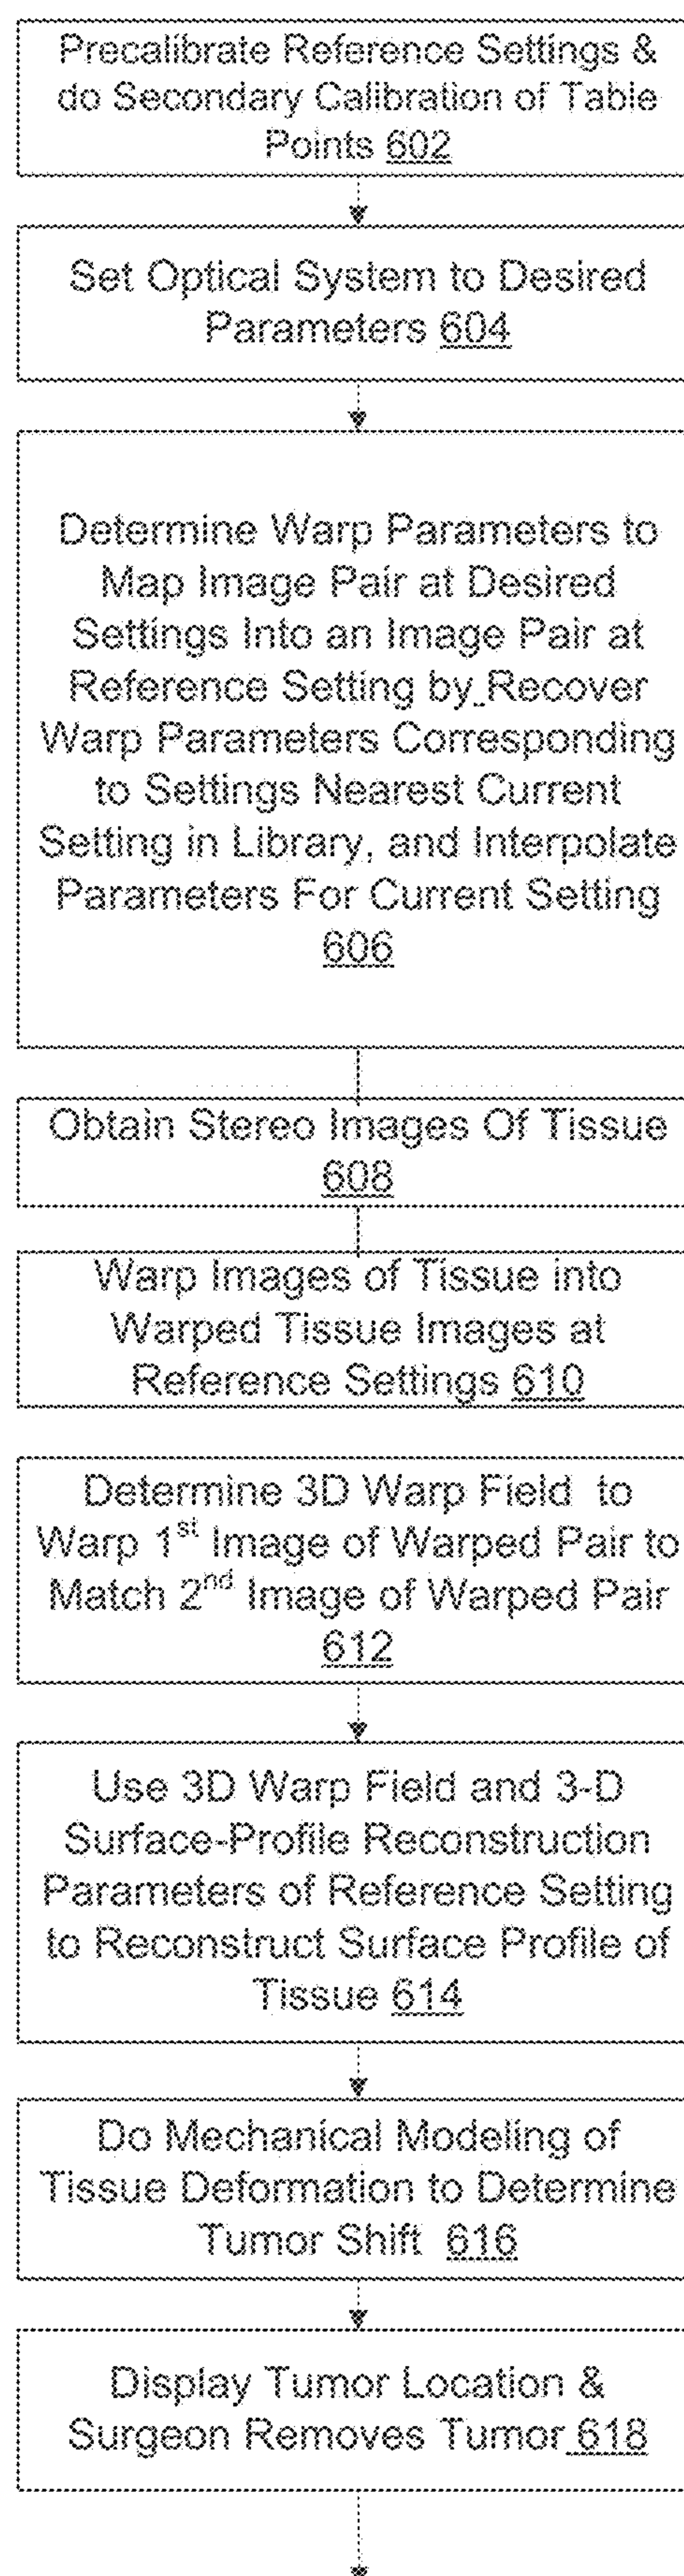 Precalibrate Reference Settings &
do Secondary Calibration of Table
Points 602
Set Optical System to Desired
Parameters 604
Determine Warp Parameters to
Map Image Pair at Desired
Settings Into an Image Pair at
Reference Setting by Recover
Warp Parameters Corresponding
to Settings Nearest Current
Setting in Library, and Interpolate
Parameters For Current Setting
606
Obtain Stereo Images Of Tissue
608
Warp Images of Tissue into
Warped Tissue Images at
Reference Settings 610
Determine 3D Warp Field to
Warp 1st Image of Warped Pair to
Match 2nd Image of Warped Pair
612
Use 3D Warp Field and 3-D
Surface-Profile Reconstruction
Parameters of Reference Setting
to Reconstruct Surface Profile of
Tissue 614
Do Mechanical Modeling of
Tissue Deformation to Determine
Tumor Shift 616
Display Tumor Location &
Surgeon Removes Tumor 618